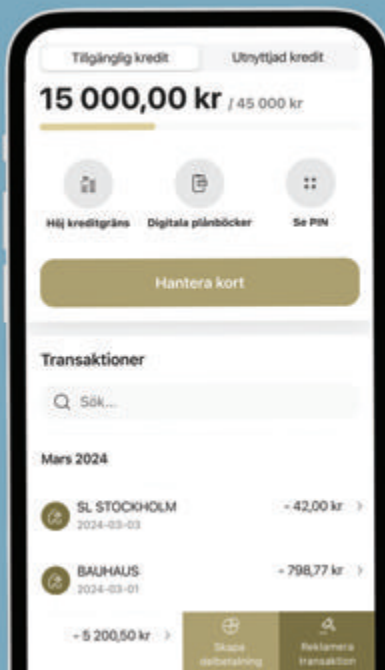 Tillgänglig kredit Utnyttjad kredit
15 000,00 kr / 45 000 kr
Höj kreditgräns Digitala plånböcker Se PIN
Hantera kort
Transaktioner
Sök...
Mars 2024
SL STOCKHOLM - 42,00 kr
2024-03-03
BAUHAUS - 798,77 kr
2024-03-01
- 5 200,50 kr Skapa Reklamera
delbetalning transaktion